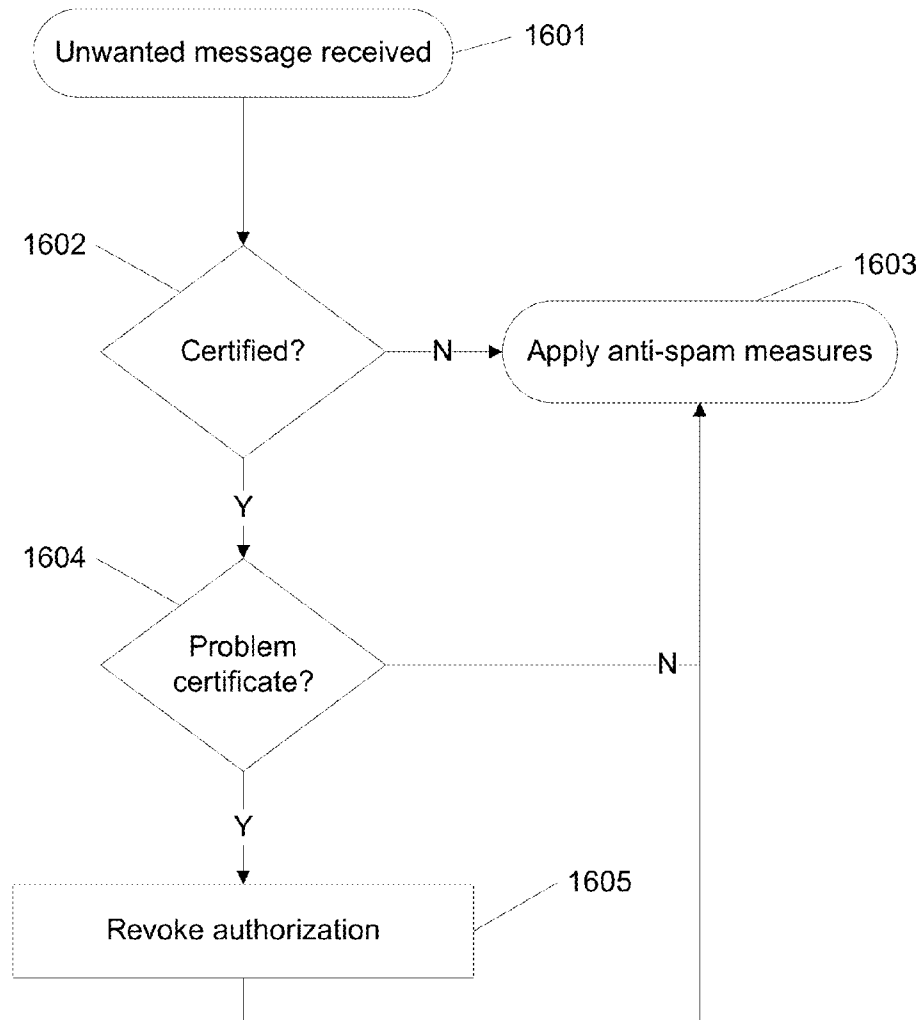 Unwanted message received
1601
1602
1603
Certified?
N
Apply anti-spam measures
Y
1604
Problem
certificate?
N
Y
1605
Revoke authorization